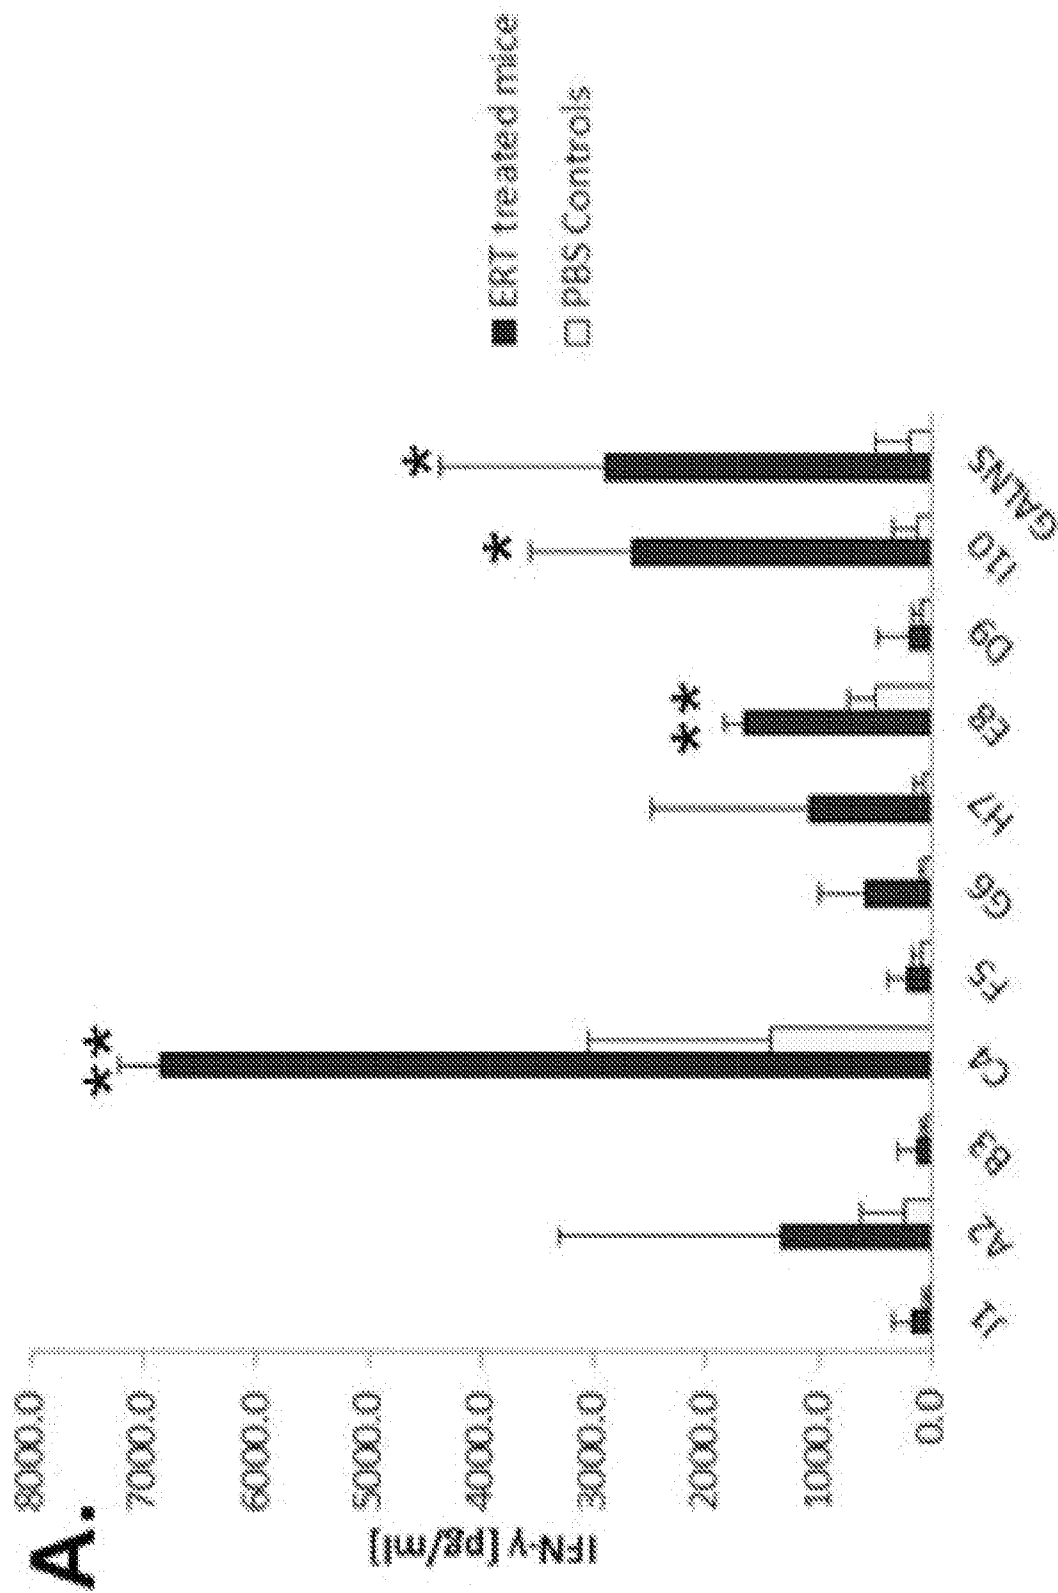 A.
IFN-γ [pg/ml]
8000.0
7000.0
6000.0
5000.0
4000.0
3000.0
2000.0
1000.0
0.0
J1
A2
B3
C4
F5
G6
H7
E8
D9
I10
GALNS
**
**
*
*
■ ERT treated mice
□ PBS Controls